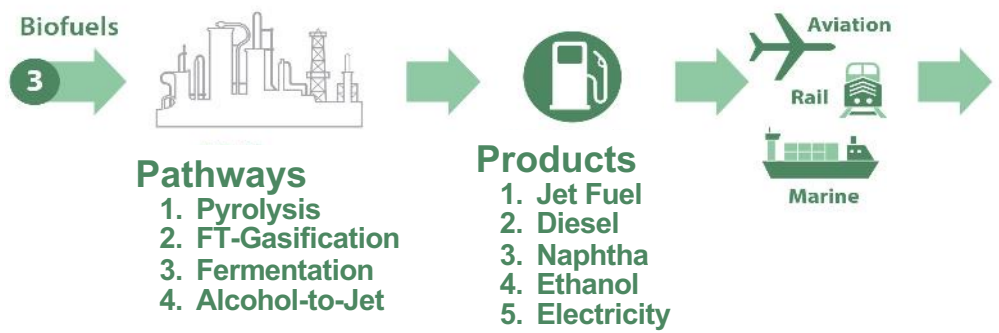 Biofuels
3
Pathways
1. Pyrolysis
2. FT-Gasification
3. Fermentation
4. Alcohol-to-Jet
Products
1. Jet Fuel
2. Diesel
3. Naphtha
4. Ethanol
5. Electricity
Aviation
Rail
Marine